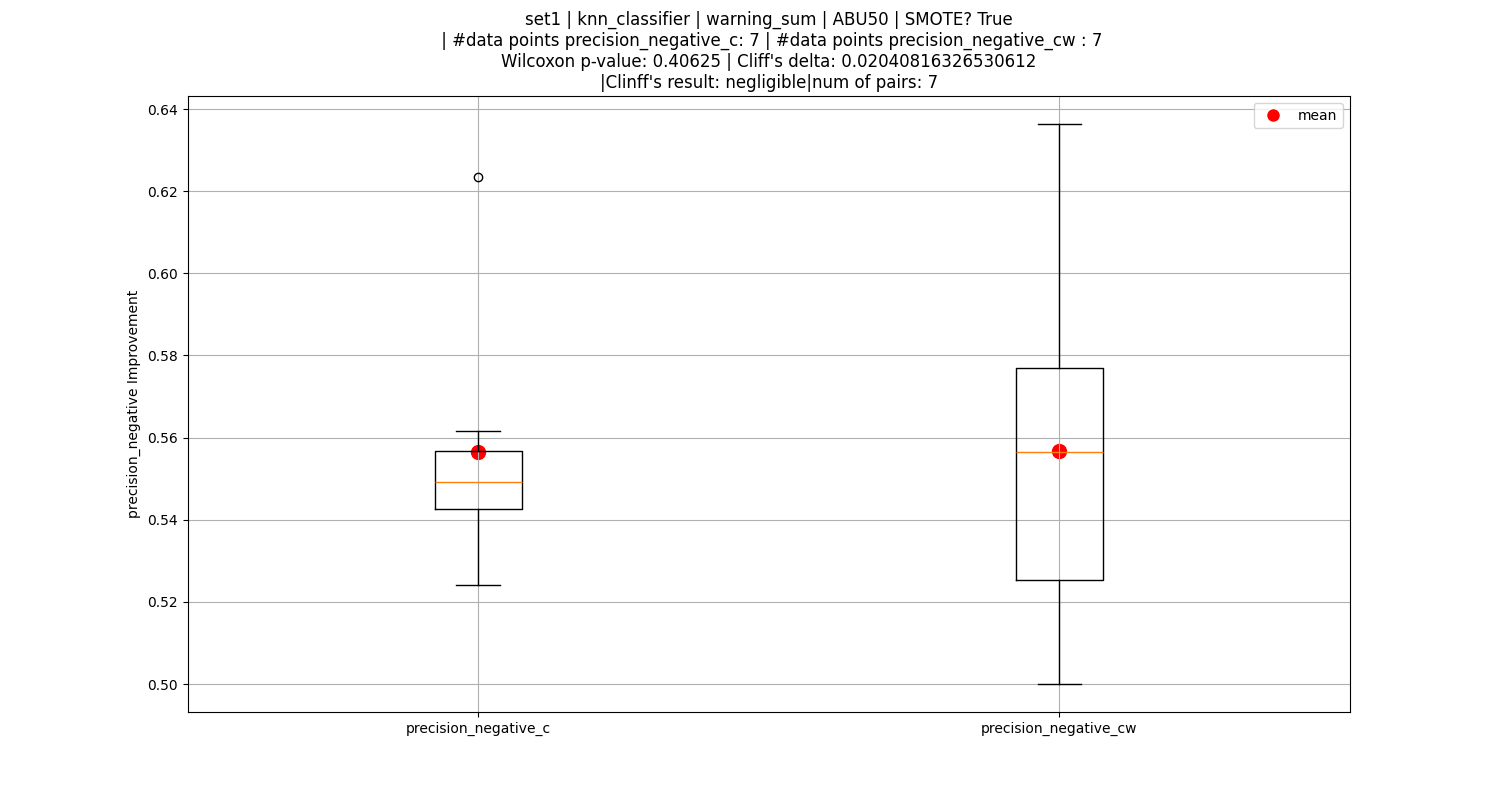 set1 | knn_classifier | warning_sum | ABU50 | SMOTE? True
| #data points precision_negative_c: 7 | #data points precision_negative_cw : 7
Wilcoxon p-value: 0.40625 | Cliff's delta: 0.02040816326530612
|Clinff's result: negligible|num of pairs: 7
mean
0.64
0.62
0.60
0.58
0.56
0.54
0.52
0.50
precision_negative Improvement
precision_negative_c
precision_negative_cw